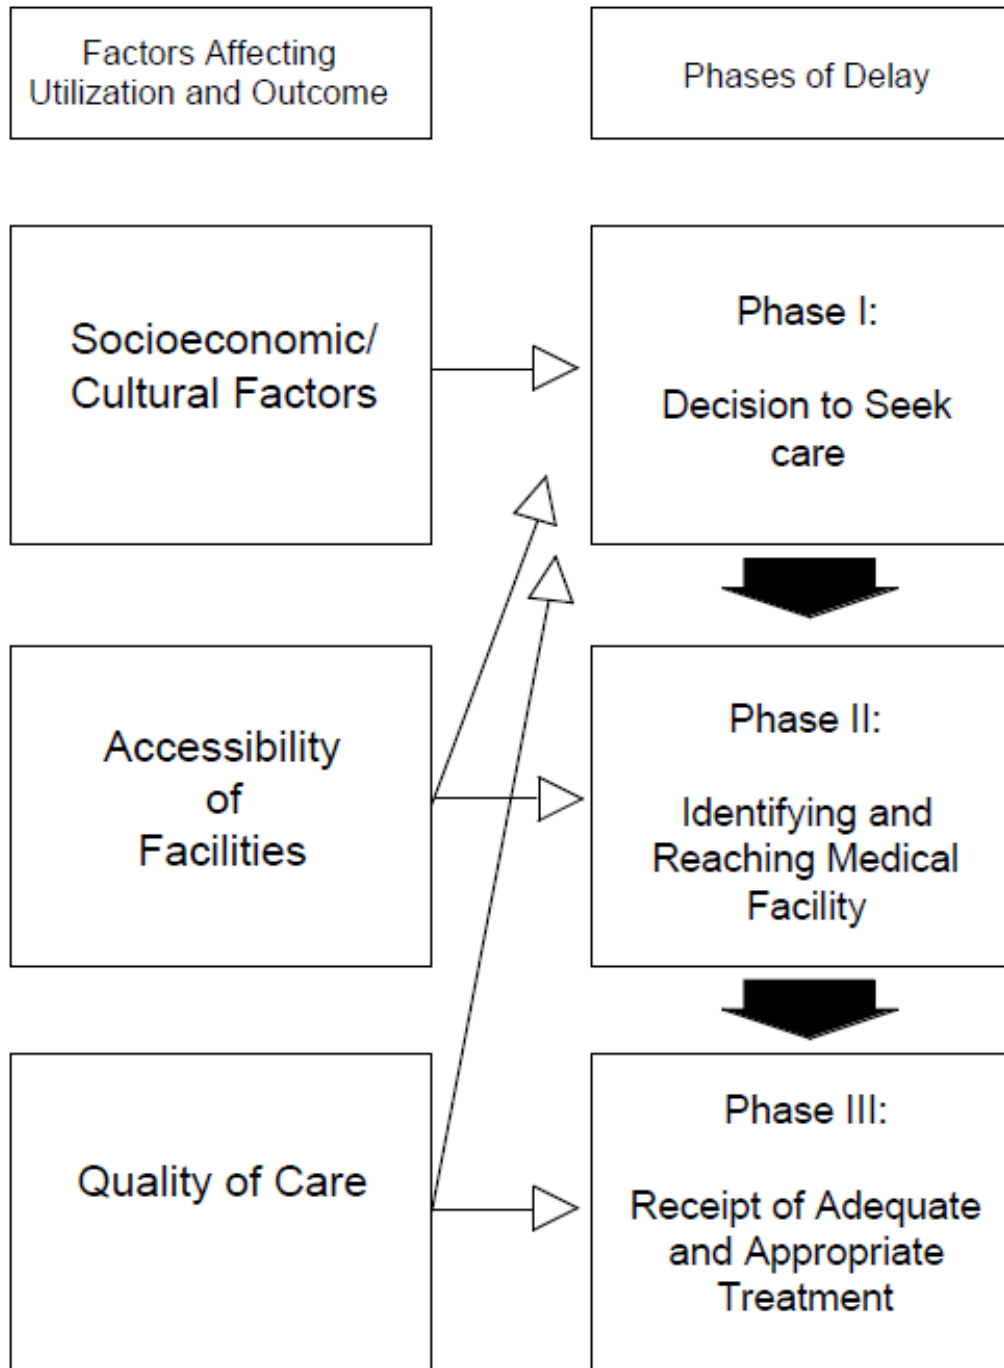 Factors Affecting
Utilization and Outcome
Phases of Delay
Socioeconomic/
Cultural Factors
Phase I:
Decision to Seek
care
Accessibility
of
Facilities
Phase II:
Identifying and
Reaching Medical
Facility
Quality of Care
Phase III:
Receipt of Adequate
and Appropriate
Treatment